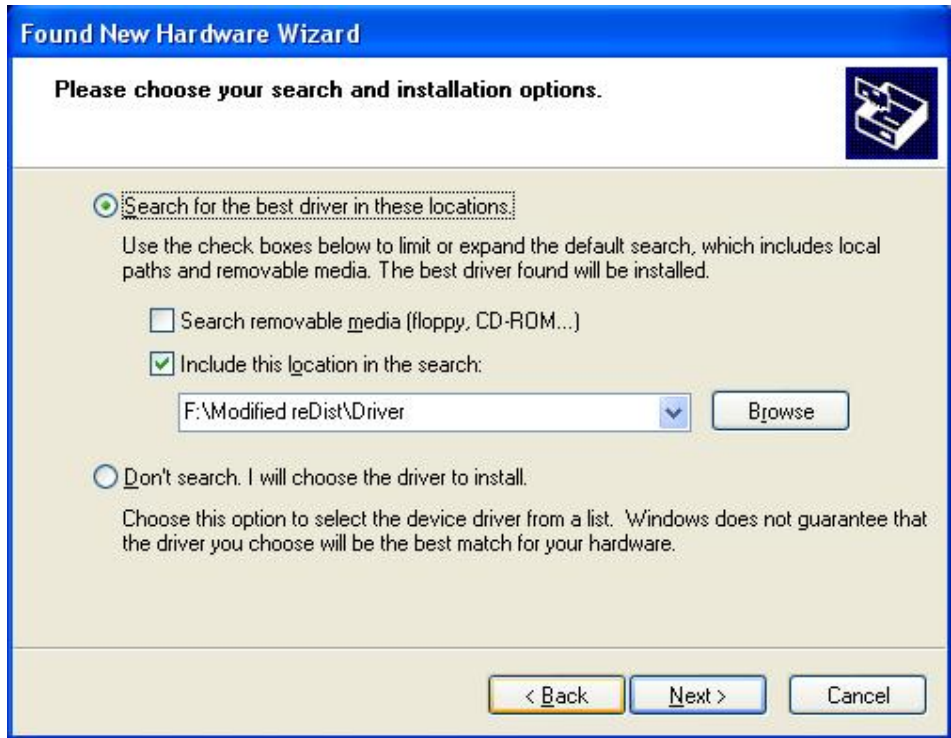 Found New Hardware Wizard
Please choose your search and installation options.
Search for the best driver in these locations.
Use the check boxes below to limit or expand the default search, which includes local
paths and removable media. The best driver found will be installed.
Search removable media (floppy, CD-ROM...)
Include this location in the search:
F:\Modified reDist\Driver
Browse
Don't search. I will choose the driver to install.
Choose this option to select the device driver from a list. Windows does not guarantee that
the driver you choose will be the best match for your hardware.
< Back
Next >
Cancel